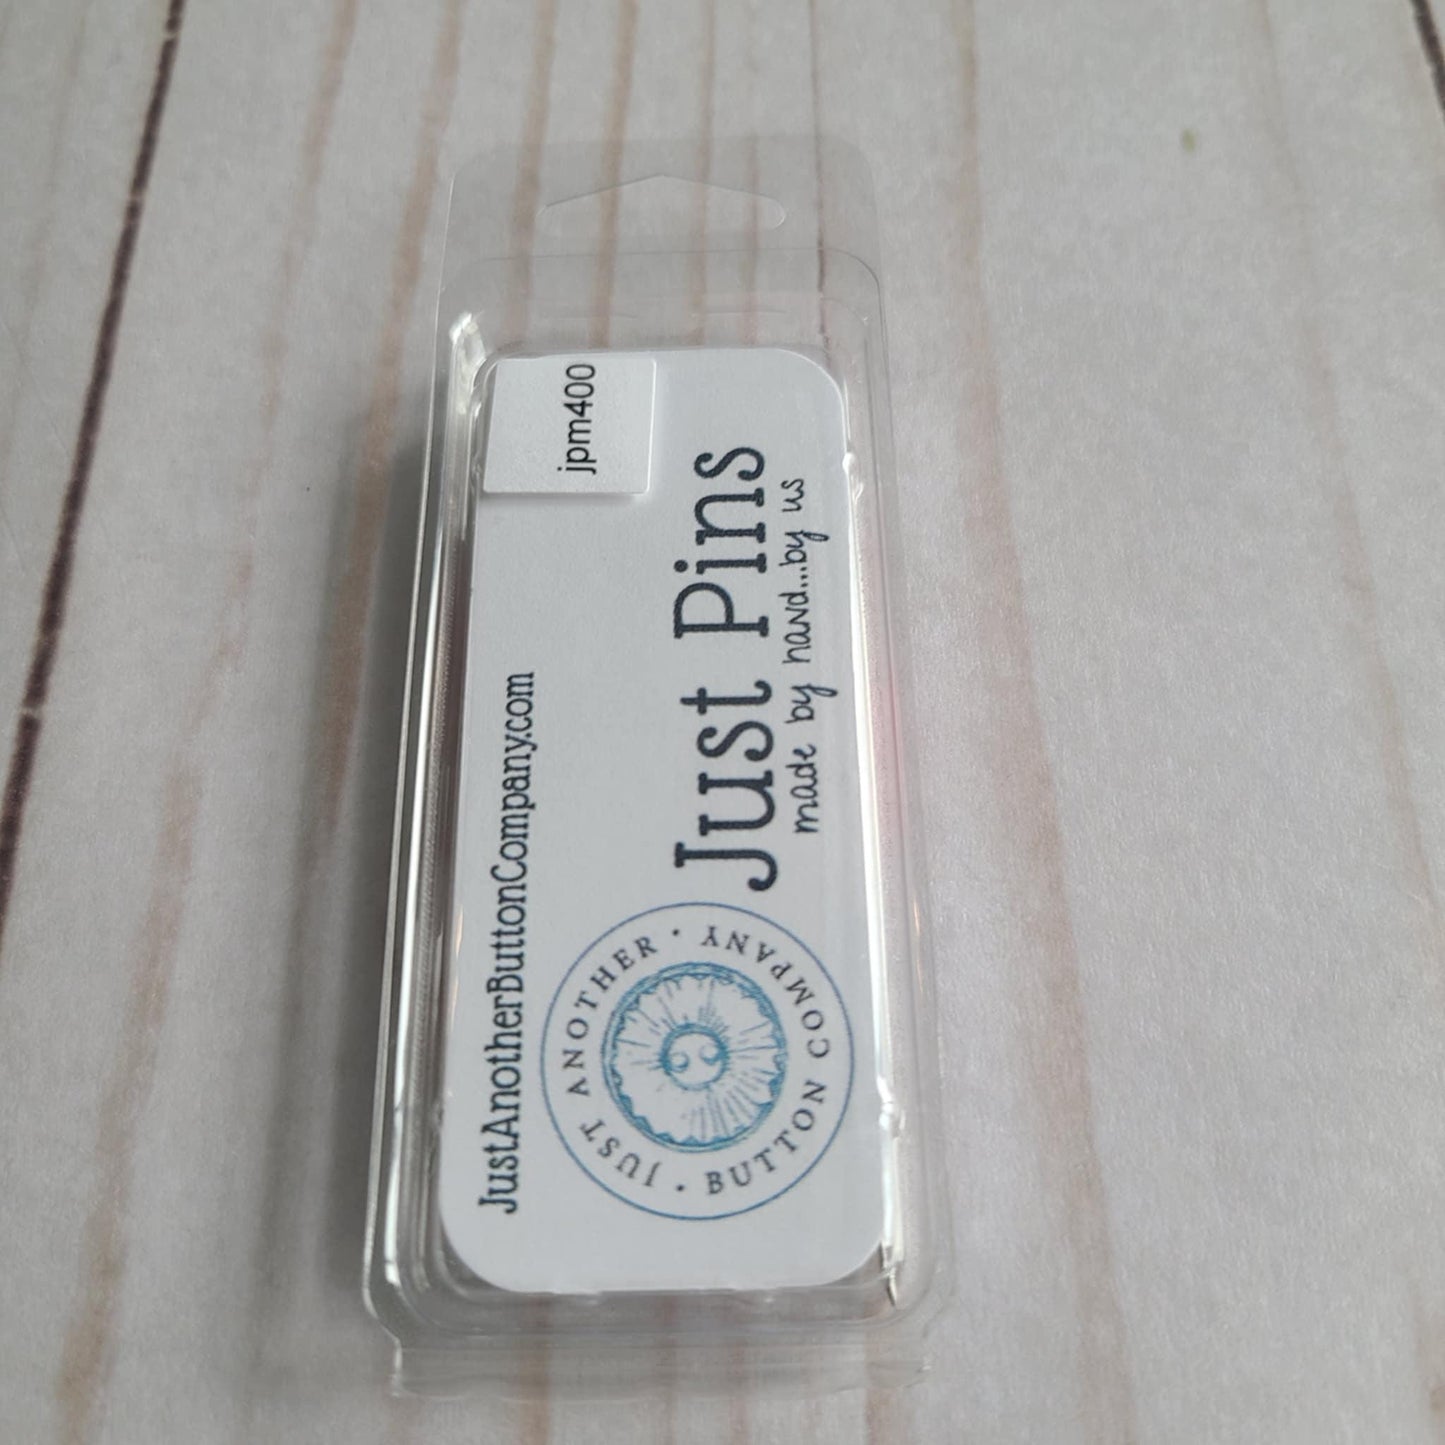 JustAnotherButtonCompany.com
jpm400
JUST ANOTHER • BUTTON COMPANY •
Just Pins
made by hand...by us